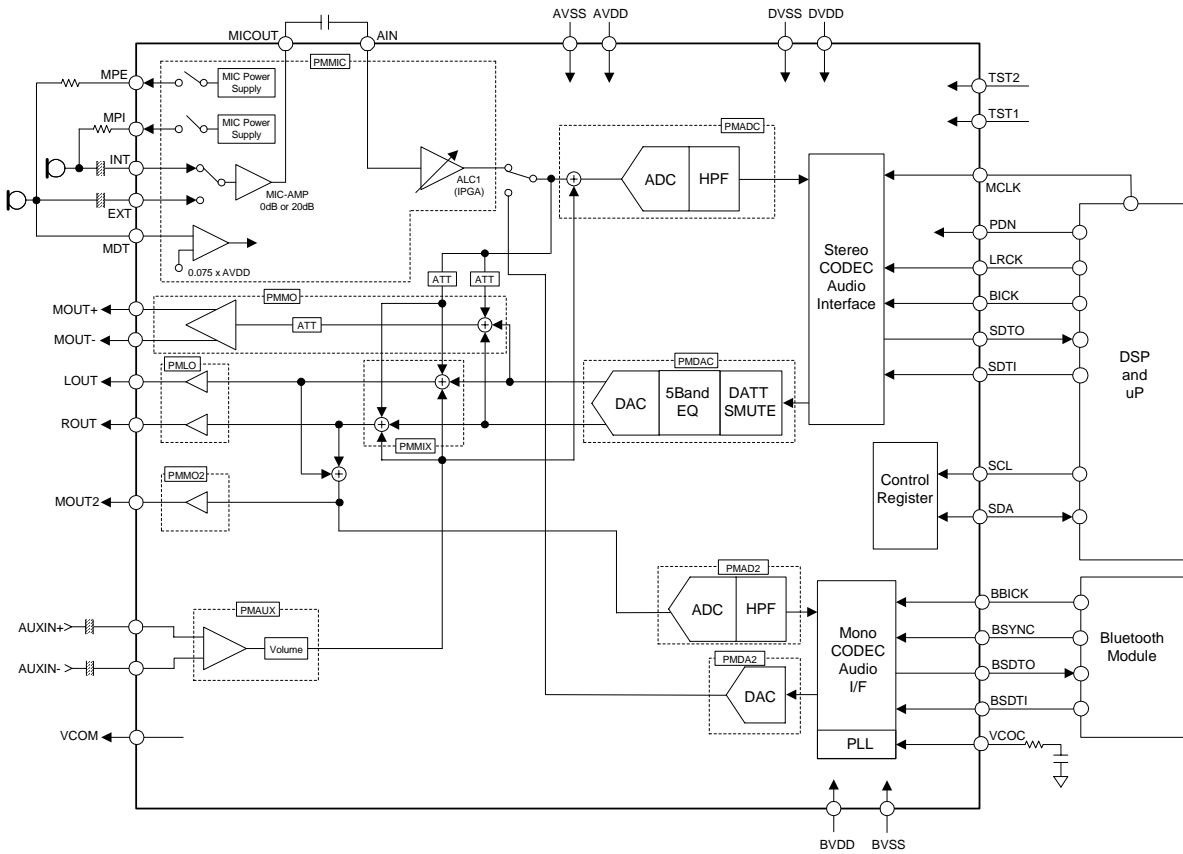 AVSS AVDD DVSS DVDD
MICOUT AIN
PMMIC
MPE
MIC Power
Supply
TST2
MPI
MIC Power
Supply
TST1
PMADC
INT
MIC-AMP
0dB or 20dB
ALC1
(IPGA)
ADC HPF
MCLK
EXT
MDT
0.075 x AVDD
PDN
Stereo
CODEC
Audio
Interface
LRCK
BICK
SDTO
SDTI
DSP
and
uP
ATT ATT
PMMO
MOUT+
MOUT-
ATT
PMLO
LOUT
ROUT
PMMIX
PMDAC
DAC
5Band
EQ
DATT
SMUTE
PMMO2
MOUT2
Control
Register
SCL
SDA
PMAD2
ADC HPF
PMAUX
AUXIN+
AUXIN-
Volume
PMDA2
DAC
Mono
CODEC
Audio
I/F
PLL
BBICK
BSYNC
BSDTO
BSDTI
Bluetooth
Module
VCOM
VCOC
BVDD BVSS